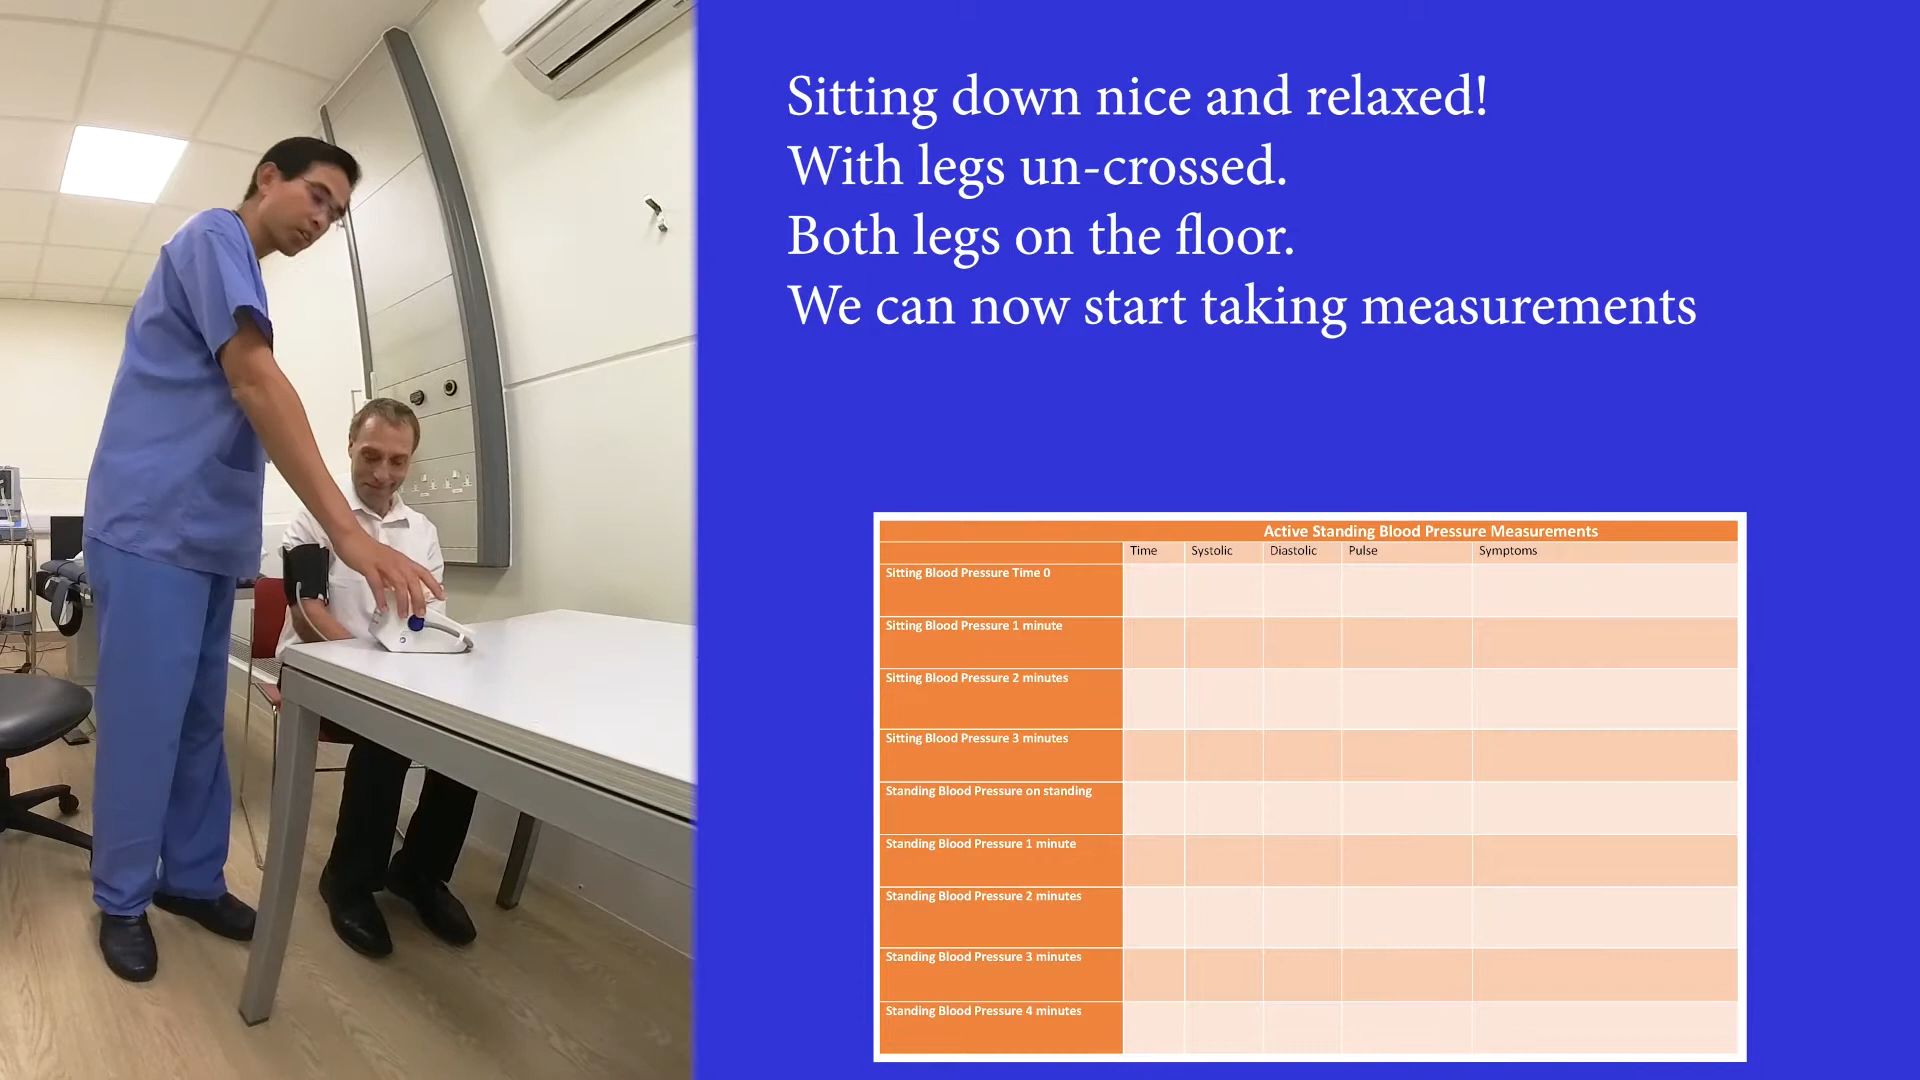 Sitting down nice and relaxed!
With legs un-crossed.
Both legs on the floor.
We can now start taking measurements
Active Standing Blood Pressure Measurements
Time Systolic Diastolic Pulse Symptoms
Sitting Blood Pressure Time 0
Sitting Blood Pressure 1 minute
Sitting Blood Pressure 2 minutes
Sitting Blood Pressure 3 minutes
Standing Blood Pressure on standing
Standing Blood Pressure 1 minute
Standing Blood Pressure 2 minutes
Standing Blood Pressure 3 minutes
Standing Blood Pressure 4 minutes